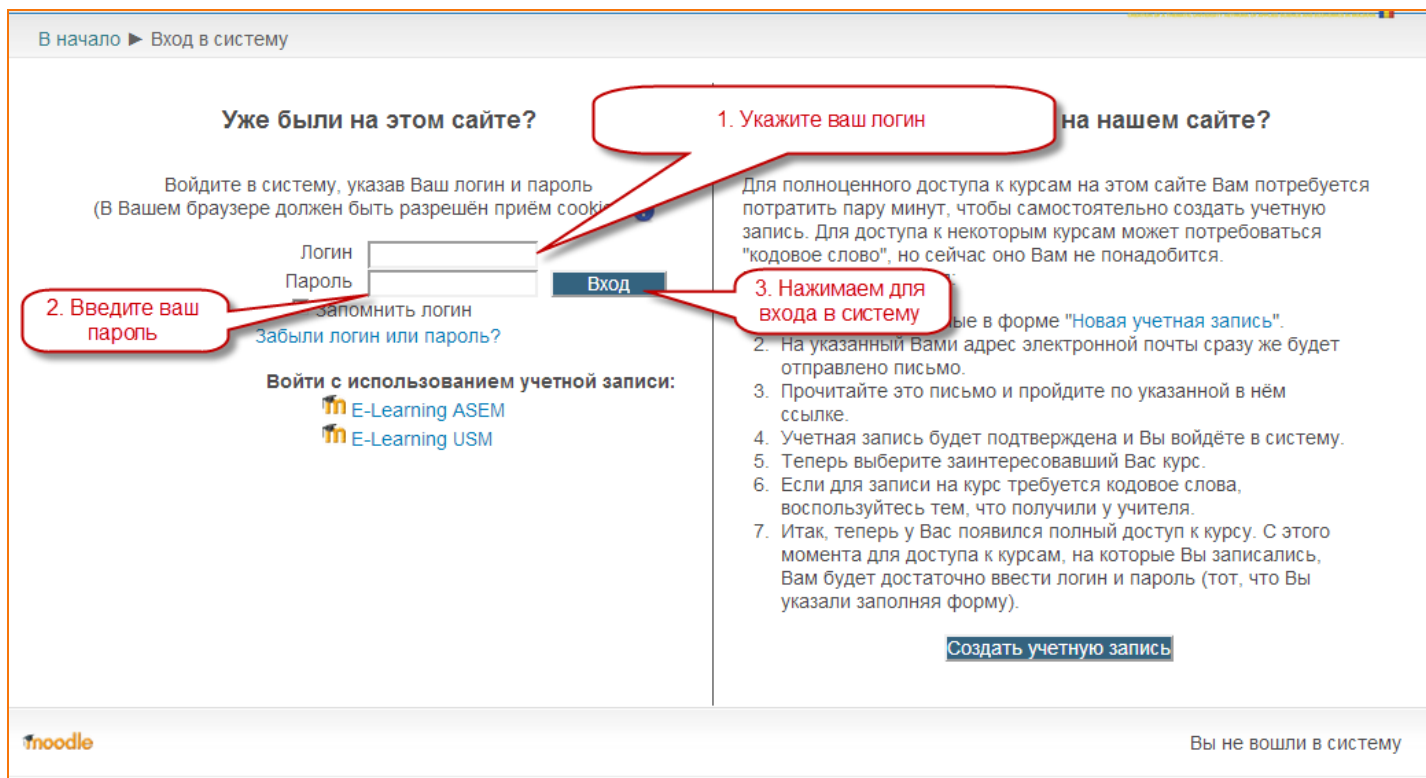 В начало ► Вход в систему
Уже были на этом сайте?
Войдите в систему, указав Ваш логин и пароль
(В Вашем браузере должен быть разрешён приём
Логин
Пароль
Вход
Запомнить логин
Забыли логин или пароль?
Войти с использованием учетной записи:
E-Learning ASEM
E-Learning USM
1. Укажите ваш логин
2. Введите ваш
пароль
3. Нажимаем для
входа в систему
на нашем сайте?
Для полноценного доступа к курсам на этом сайте Вам потребуется
потратить пару минут, чтобы самостоятельно создать учетную
запись. Для доступа к некоторым курсам может потребоваться
"кодовое слово", но сейчас оно Вам не понадобится.
в форме "Новая учетная запись".
2. На указанный Вами адрес электронной почты сразу же будет
отправлено письмо.
3. Прочитайте это письмо и пройдите по указанной в нём
ссылке.
4. Учетная запись будет подтверждена и Вы войдёте в систему.
5. Теперь выберите заинтересовавший Вас курс.
6. Если для записи на курс требуется кодовое слова,
воспользуйтесь тем, что получили у учителя.
7. Итак, теперь у Вас появился полный доступ к курсу. С этого
момента для доступа к курсам, на которые Вы записались,
Вам будет достаточно ввести логин и пароль (тот, что Вы
указали заполняя форму).
Создать учетную запись
moodle
Вы не вошли в систему